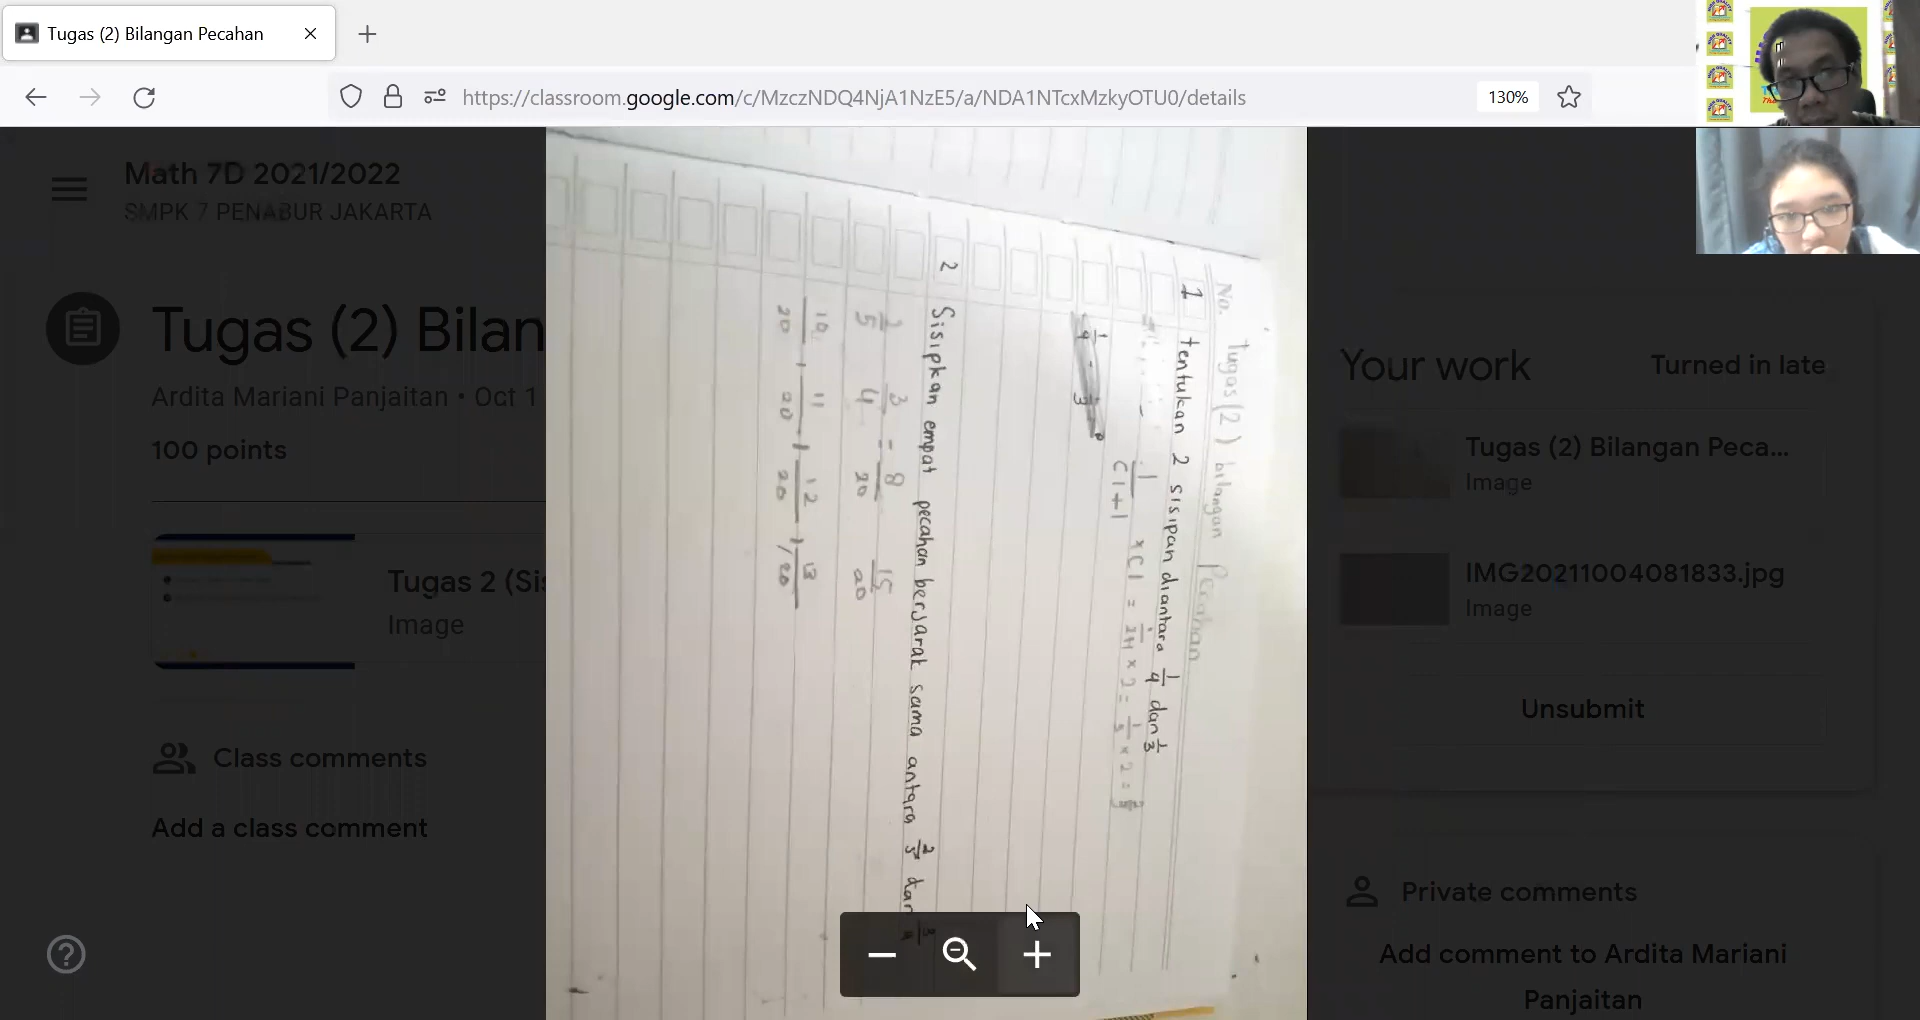 Tugas (2) Bilangan Pecahan
https://classroom.google.com/c/MzczNDQ4NjA1NzE5/a/NDA1NTcxMzkyOTU0/details
130%
Math 7D 2021/2022
SMPK 7 PENABUR JAKARTA
Tugas (2) Bilan
Ardita Mariani Panjaitan • Oct 1
100 points
Tugas 2 (Sis
Image
Class comments
Add a class comment
No.
Tugas (2) bilangan Pecahan
1 tentukan 2 sisipan diantara 1/4 dan 1/3
2 Sisipkan empat pecahan berjarak sama antara 2/5 dan
3/4 = 8/20 15/20
10/20, 11/20, 12/20, 13/20
Your work
Turned in late
Tugas (2) Bilangan Peca...
Image
IMG20211004081833.jpg
Image
Unsubmit
Private comments
Add comment to Ardita Mariani
Panjaitan